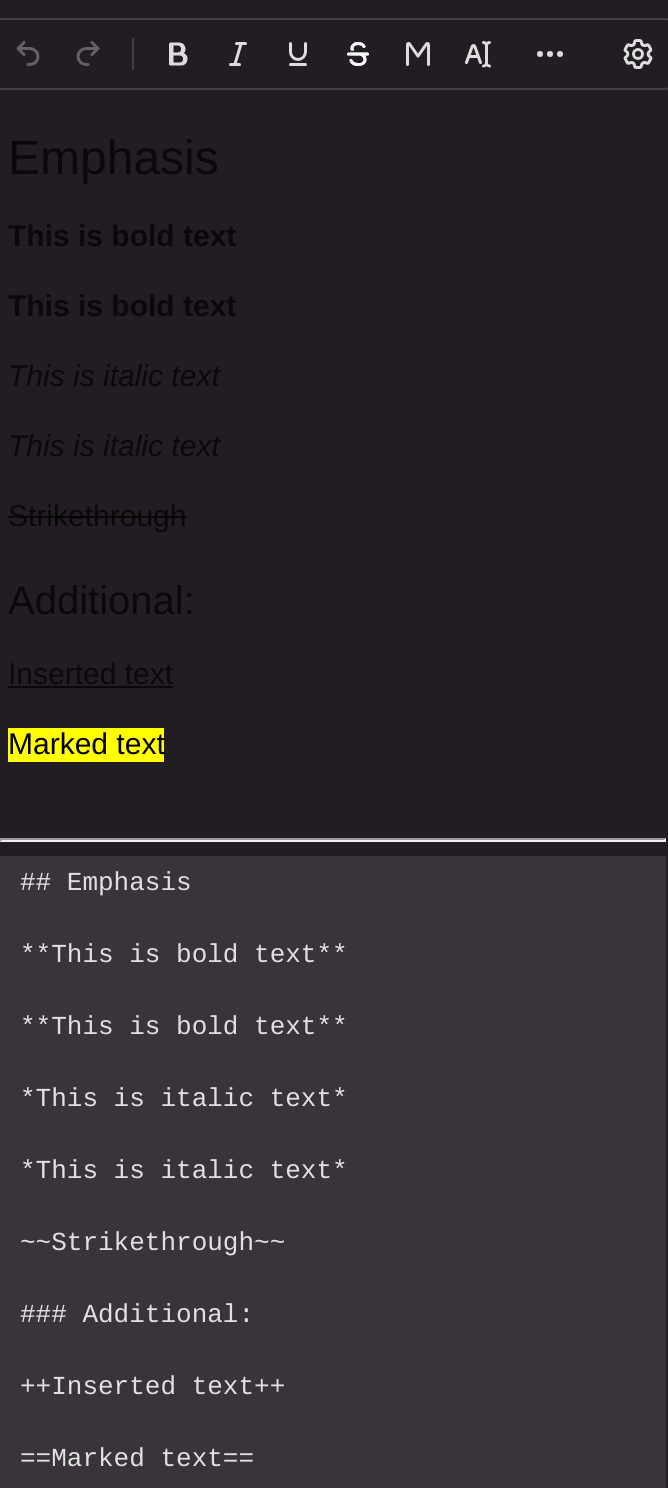 B I U S M A
Emphasis
This is bold text
This is bold text
This is italic text
This is italic text
Strikethrough
Additional:
Inserted text
Marked text
## Emphasis
**This is bold text**
**This is bold text**
*This is italic text*
*This is italic text*
~~Strikethrough~~
### Additional:
++Inserted text++
==Marked text==